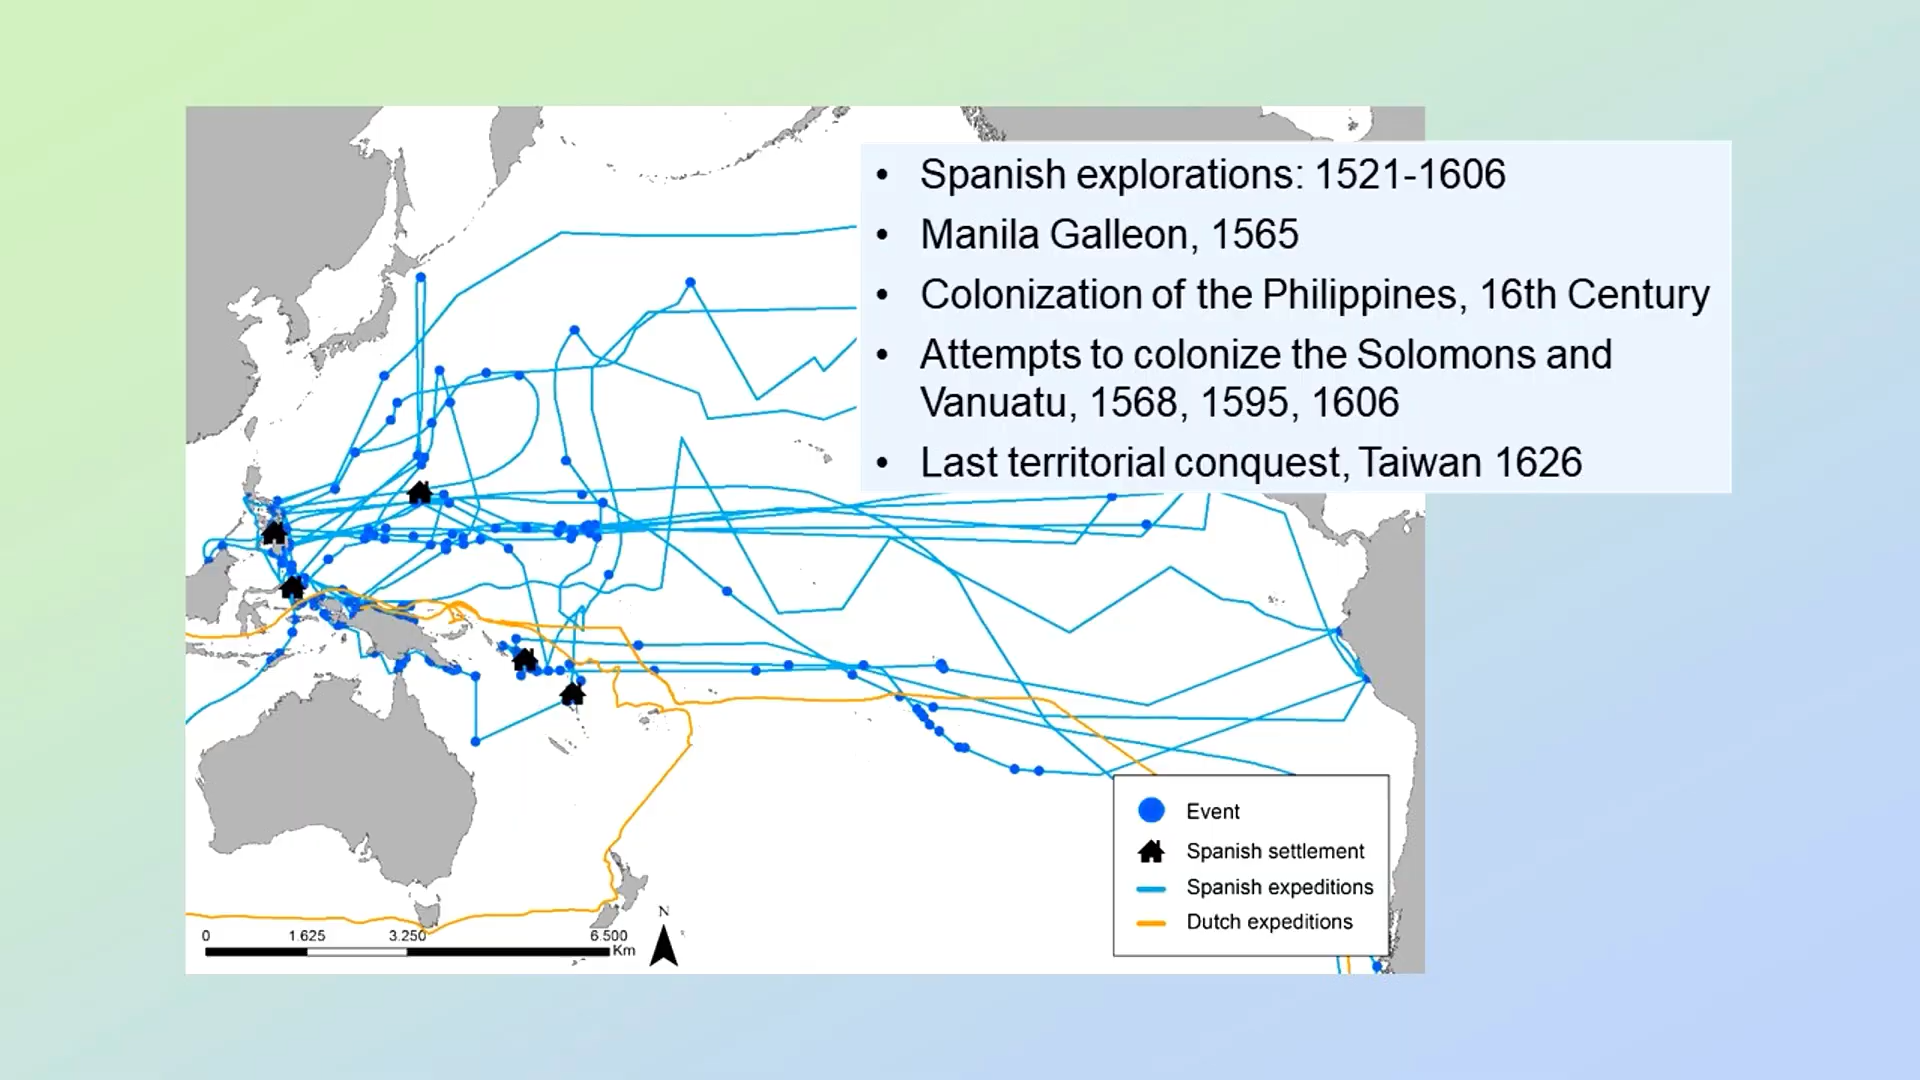 • Spanish explorations: 1521-1606
• Manila Galleon, 1565
• Colonization of the Philippines, 16th Century
• Attempts to colonize the Solomons and
Vanuatu, 1568, 1595, 1606
• Last territorial conquest, Taiwan 1626
Event
Spanish settlement
Spanish expeditions
Dutch expeditions
N
0 1.625 3.250 6.500
Km